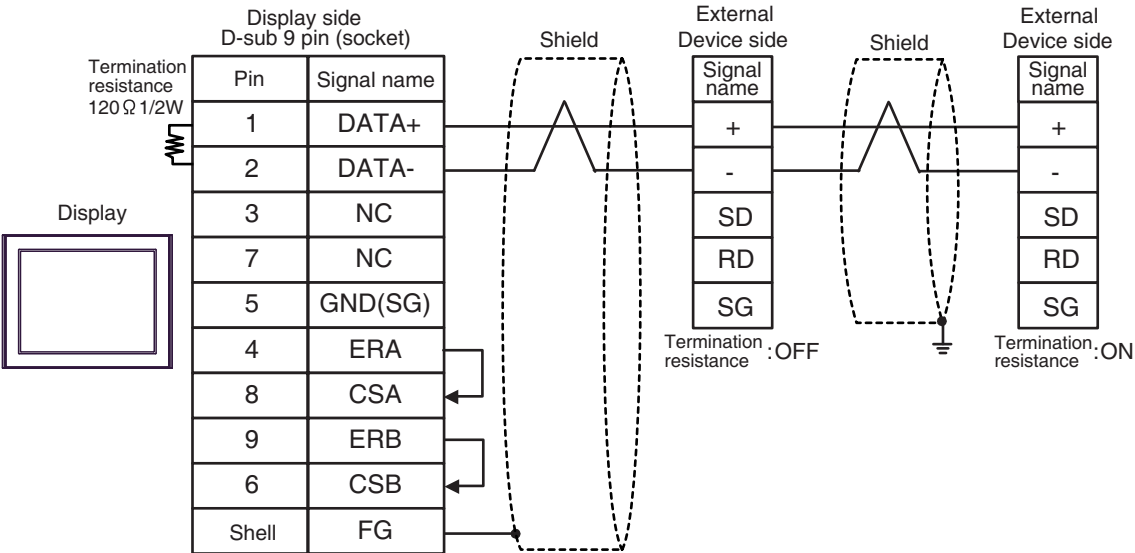 Display side
D-sub 9 pin (socket)
Termination
resistance
120Ω 1/2W
Pin Signal name
1 DATA+
2 DATA-
3 NC
7 NC
5 GND(SG)
4 ERA
8 CSA
9 ERB
6 CSB
Shell FG
Display
Shield
External
Device side
Signal
name
+
-
SD
RD
SG
Termination
resistance :OFF
Shield
External
Device side
Signal
name
+
-
SD
RD
SG
Termination
resistance :ON